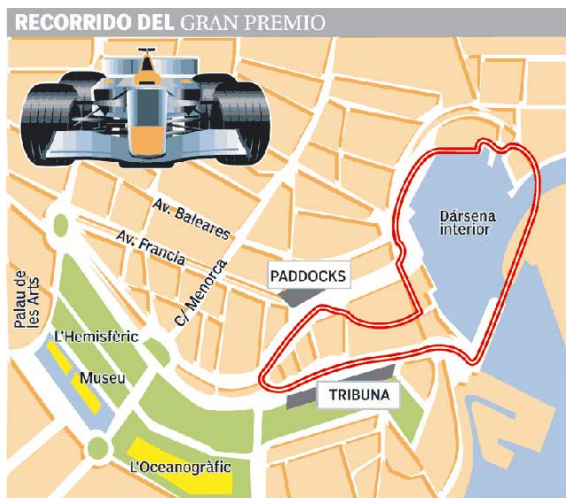 RECORRIDO DEL GRAN PREMIO
Av. Baleares
Av. Francia
C/ Menorca
Dársena
interior
PADDOCKS
Palau de
les Arts
L'Hemisfèric
Museu
TRIBUNA
L'Oceanogràfic